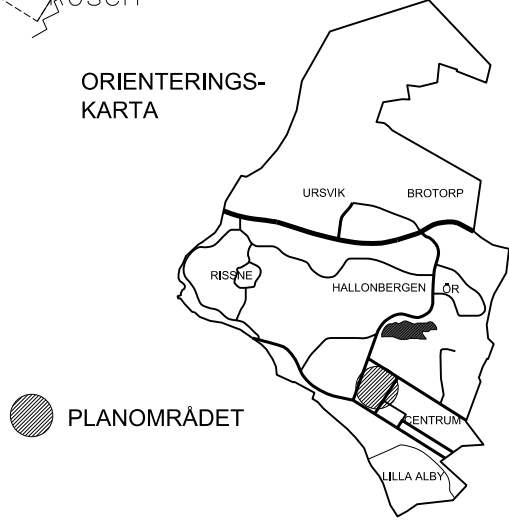 ORIENTERINGS-
KARTA
URSVIK
BROTORP
RISSNE
HALLONBERGEN
ÖR
PLANOMRÅDET
CENTRUM
LILLA ALBY